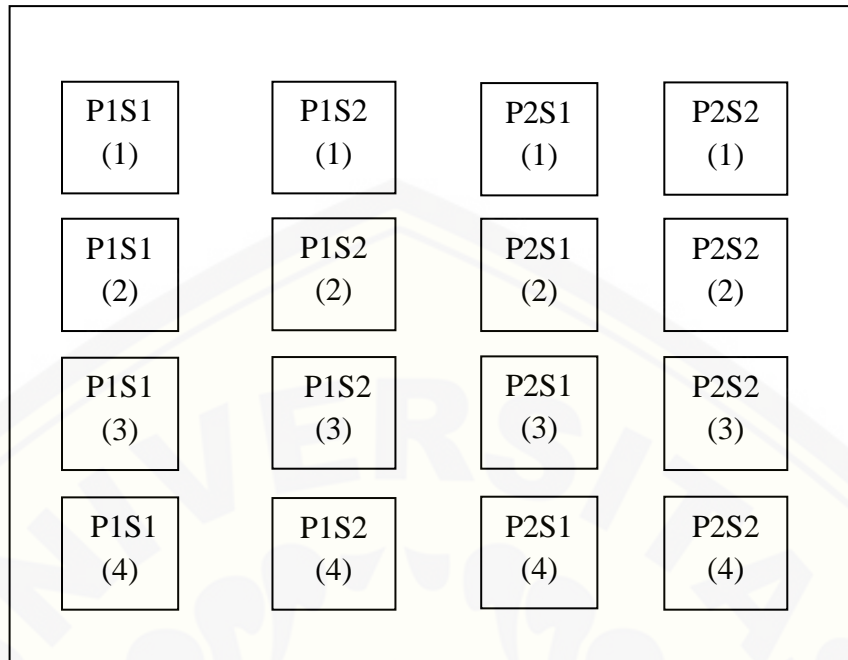 P1S1 P1S2 P2S1 P2S2
(1) (1) (1) (1)
P1S1 P1S2 P2S1 P2S2
(2) (2) (2) (2)
P1S1 P1S2 P2S1 P2S2
(3) (3) (3) (3)
P1S1 P1S2 P2S1 P2S2
(4) (4) (4) (4)
NIVERSITA